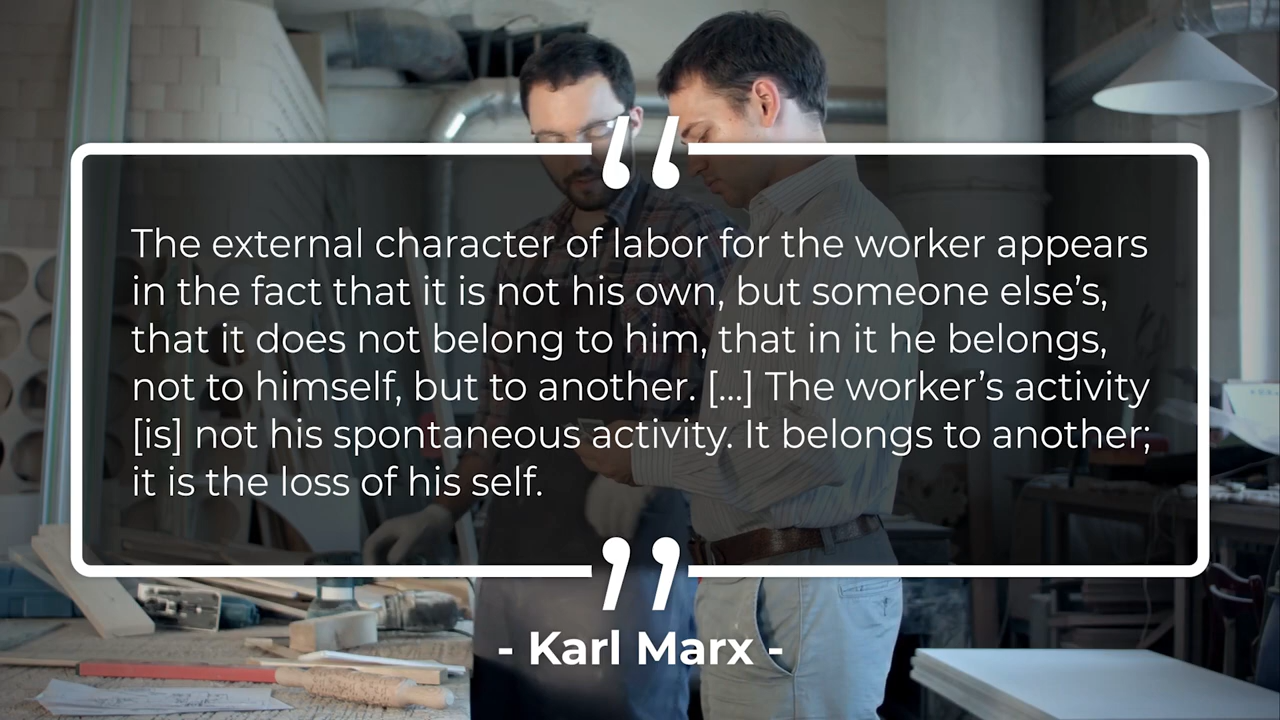 “
The external character of labor for the worker appears
in the fact that it is not his own, but someone else’s,
that it does not belong to him, that in it he belongs,
not to himself, but to another. [...] The worker’s activity
[is] not his spontaneous activity. It belongs to another;
it is the loss of his self.
”
- Karl Marx -